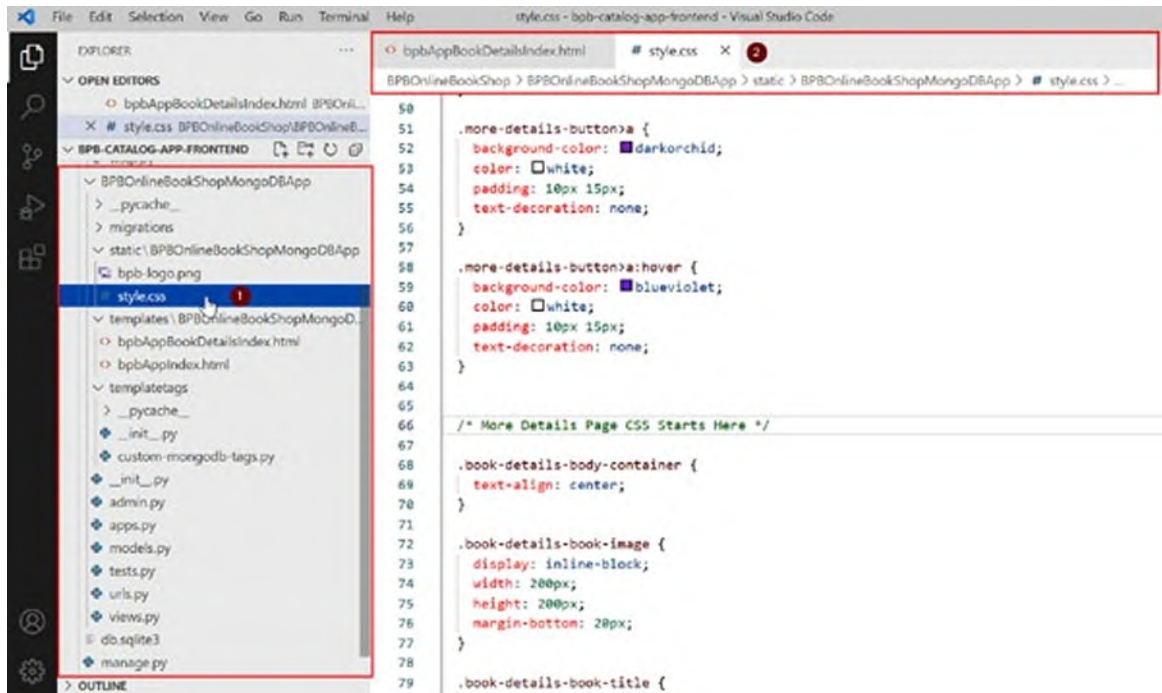 File Edit Selection View Go Run Terminal Help style.css - bpb-catalog-app-frontend - Visual Studio Code
EXPLORER ...
OPEN EDITORS
bpbAppBookDetailsIndex.html BPBOnli...
style.css BPBOnlineBookShop\BPBOnlineB...
BPB-CATALOG-APP-FRONTEND
BPBOnlineBookShopMongoDBApp
__pycache__
migrations
static\BPBOnlineBookShopMongoDBApp
bpb-logo.png
# style.css 1
templates\BPBOnlineBookShopMongoD...
bpbAppBookDetailsIndex.html
bpbAppIndex.html
templatetags
__pycache__
__init__.py
custom-mongodb-tags.py
__init__.py
admin.py
apps.py
models.py
tests.py
urls.py
views.py
db.sqlite3
manage.py
OUTLINE
bpbAppBookDetailsIndex.html # style.css × 2
BPBOnlineBookShop > BPBOnlineBookShopMongoDBApp > static > BPBOnlineBookShopMongoDBApp > # style.css > ...
50
51 .more-details-button>a {
52 background-color: darkorchid;
53 color: white;
54 padding: 10px 15px;
55 text-decoration: none;
56 }
57
58 .more-details-button>a:hover {
59 background-color: blueviolet;
60 color: white;
61 padding: 10px 15px;
62 text-decoration: none;
63 }
64
65
66 /* More Details Page CSS Starts Here */
67
68 .book-details-body-container {
69 text-align: center;
70 }
71
72 .book-details-book-image {
73 display: inline-block;
74 width: 200px;
75 height: 200px;
76 margin-bottom: 20px;
77 }
78
79 .book-details-book-title {